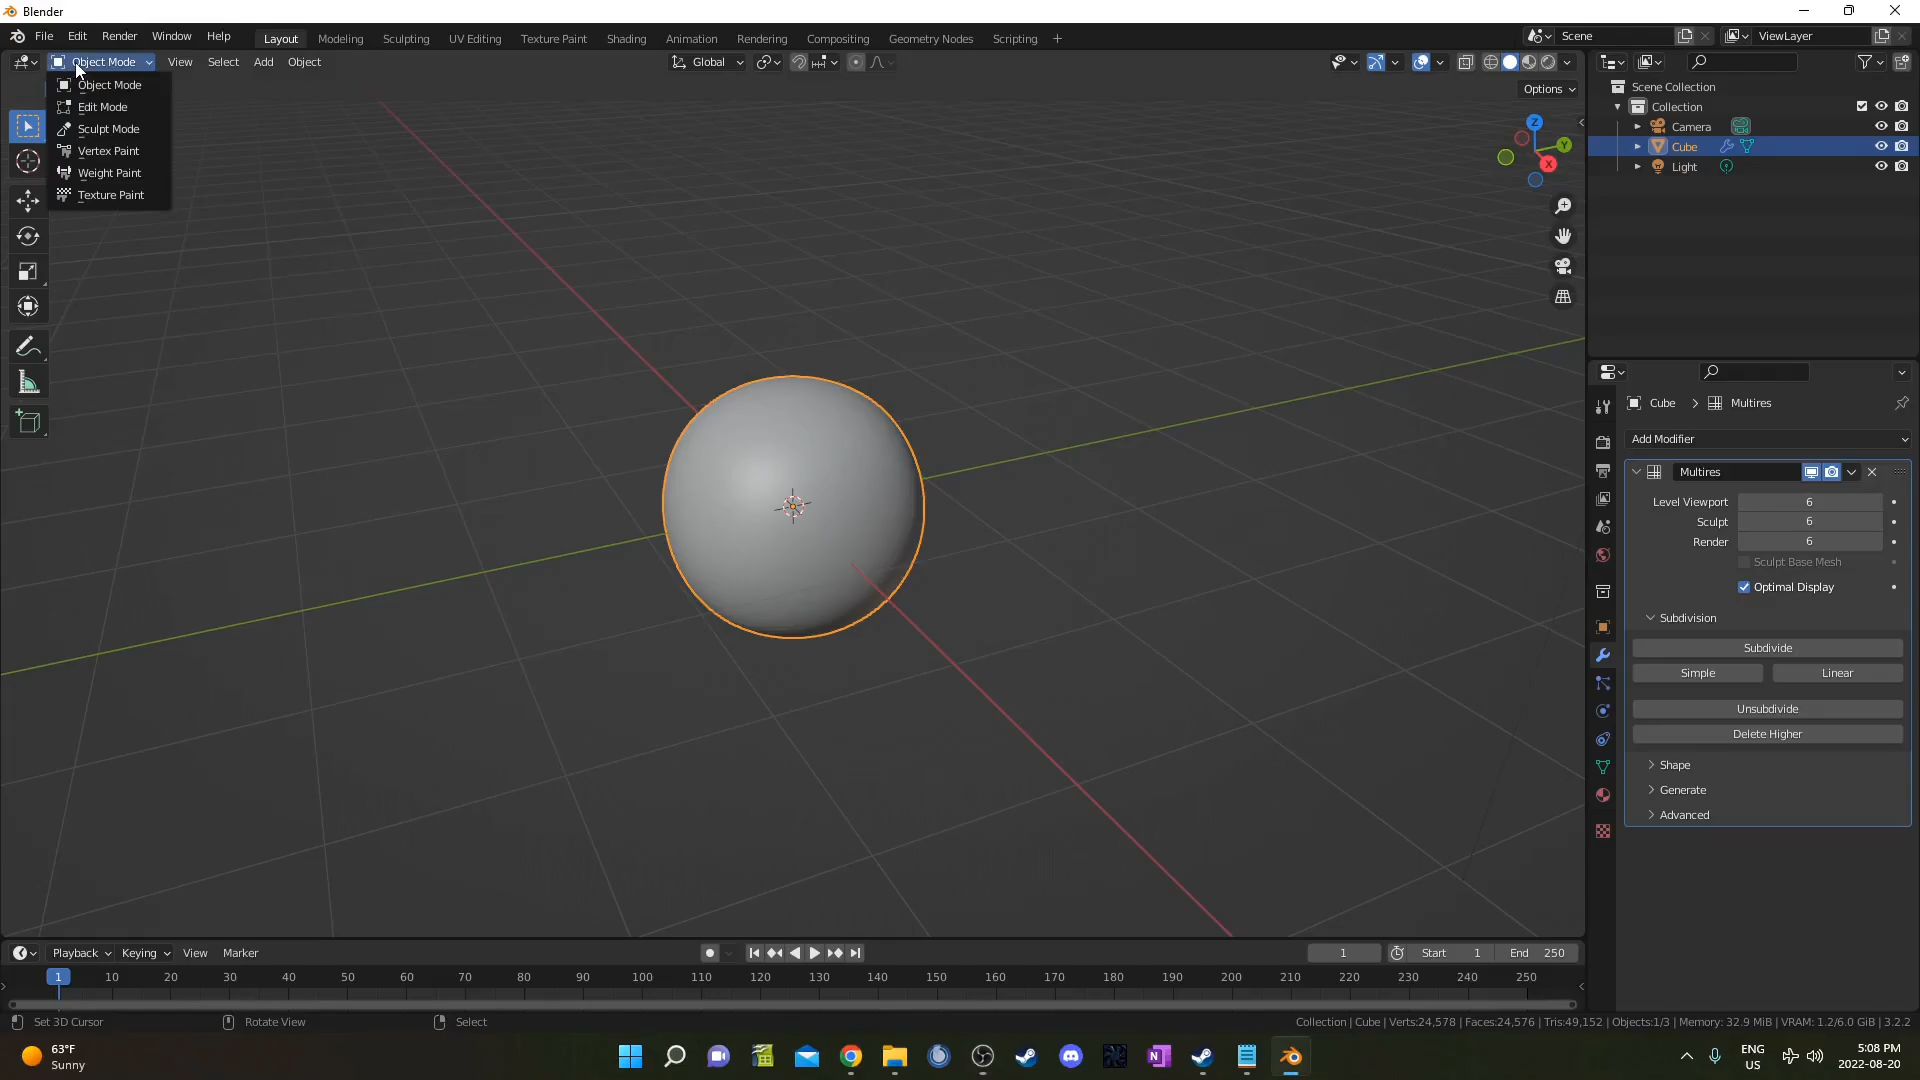 Blender
File Edit Render Window Help
Layout Modeling Sculpting UV Editing Texture Paint Shading Animation Rendering Compositing Geometry Nodes Scripting +
Scene
ViewLayer
Object Mode View Select Add Object
Global
Options
Object Mode
Edit Mode
Sculpt Mode
Vertex Paint
Weight Paint
Texture Paint
Z
Y
X
Scene Collection
Collection
Camera
Cube
Light
Cube > Multires
Add Modifier
Multires
Level Viewport 6
Sculpt 6
Render 6
Sculpt Base Mesh
Optimal Display
Subdivision
Subdivide
Simple Linear
Unsubdivide
Delete Higher
Shape
Generate
Advanced
Playback Keying View Marker
1 Start 1 End 250
1 10 20 30 40 50 60 70 80 90 100 110 120 130 140 150 160 170 180 190 200 210 220 230 240 250
Set 3D Cursor Rotate View Select
Collection | Cube | Verts:24,578 | Faces:24,576 | Tris:49,152 | Objects:1/3 | Memory: 32.9 MiB | VRAM: 1.2/6.0 GiB | 3.2.2
63°F
Sunny
ENG
US
5:08 PM
2022-08-20